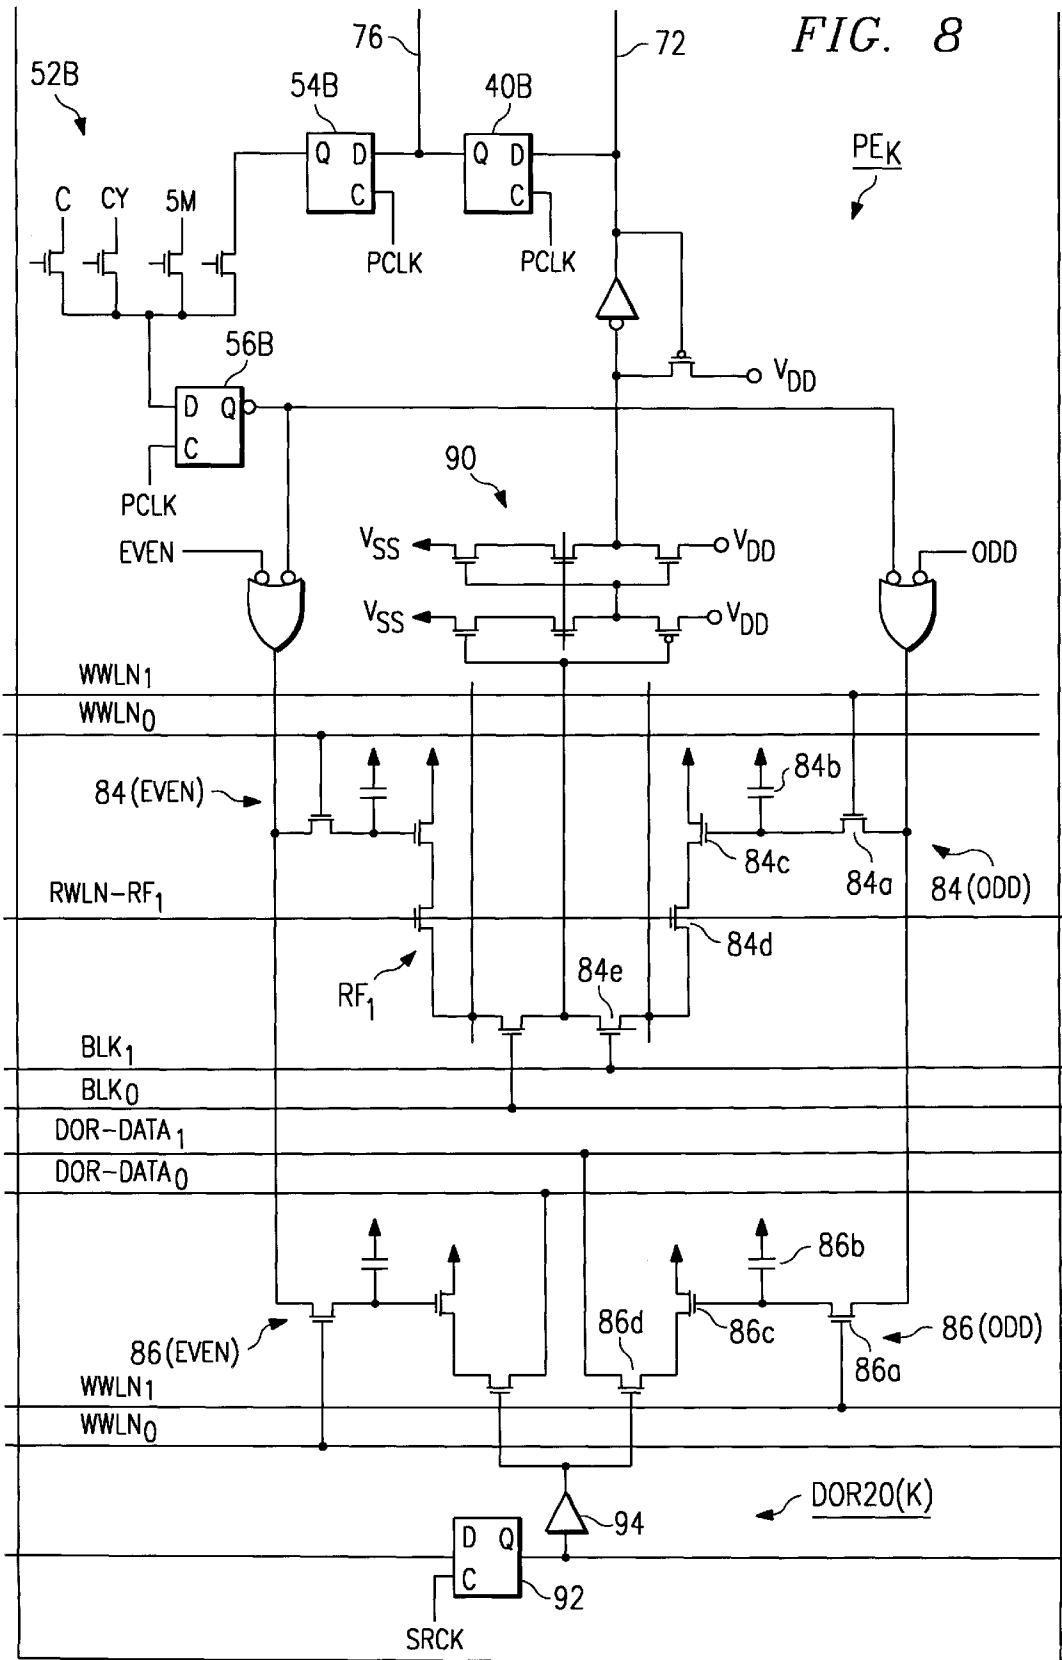 FIG. 8
76
72
52B
54B
40B
PE_K
Q D
C
Q D
C
C CY 5M
PCLK
PCLK
56B
V_DD
D Q
C
90
PCLK
EVEN
V_SS
V_DD
ODD
V_SS
V_DD
WWLN_1
WWLN_0
84(EVEN)
84b
84c
84a
84(ODD)
RWLN-RF_1
84d
RF_1
84e
BLK_1
BLK_0
DOR-DATA_1
DOR-DATA_0
86b
86(EVEN)
86d
86c
86(ODD)
86a
WWLN_1
WWLN_0
DOR20(K)
94
D Q
C
92
SRCK